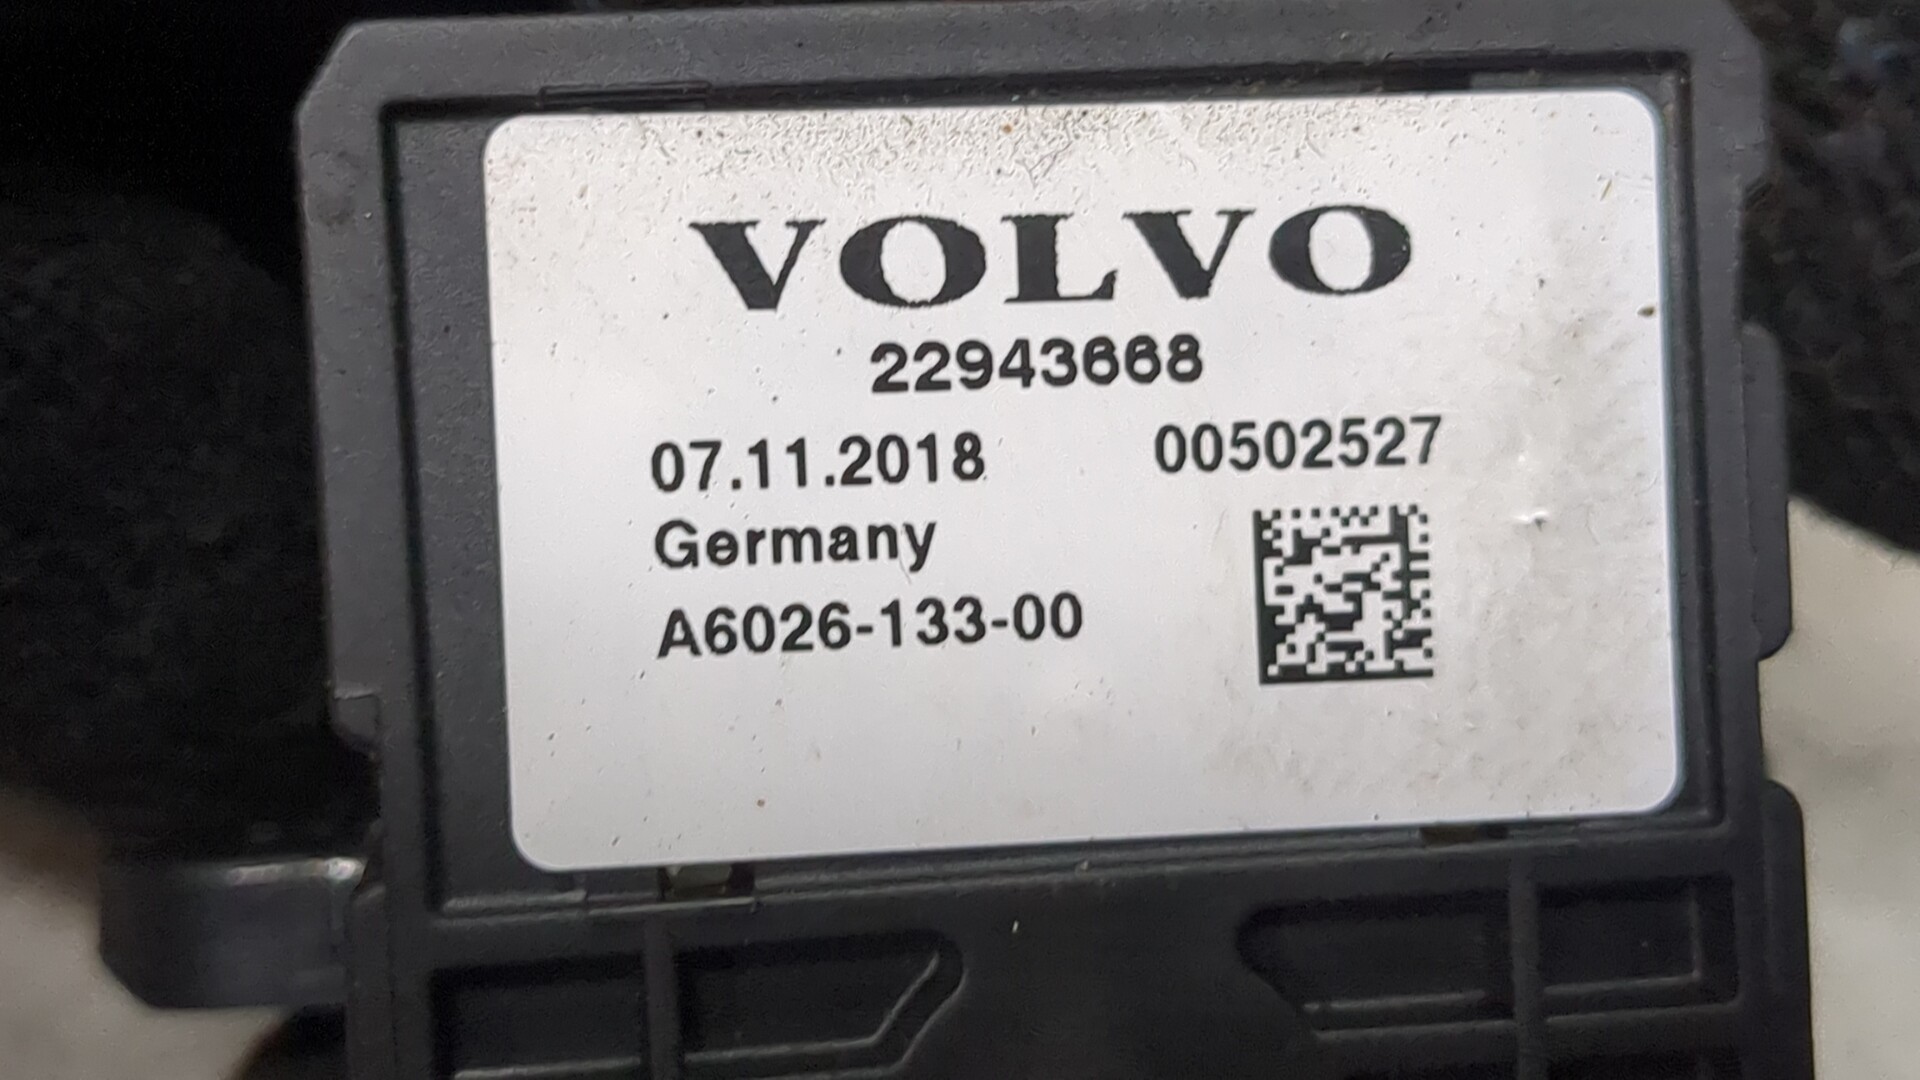 VOLVO
22943668
07.11.2018 00502527
Germany
A6026-133-00